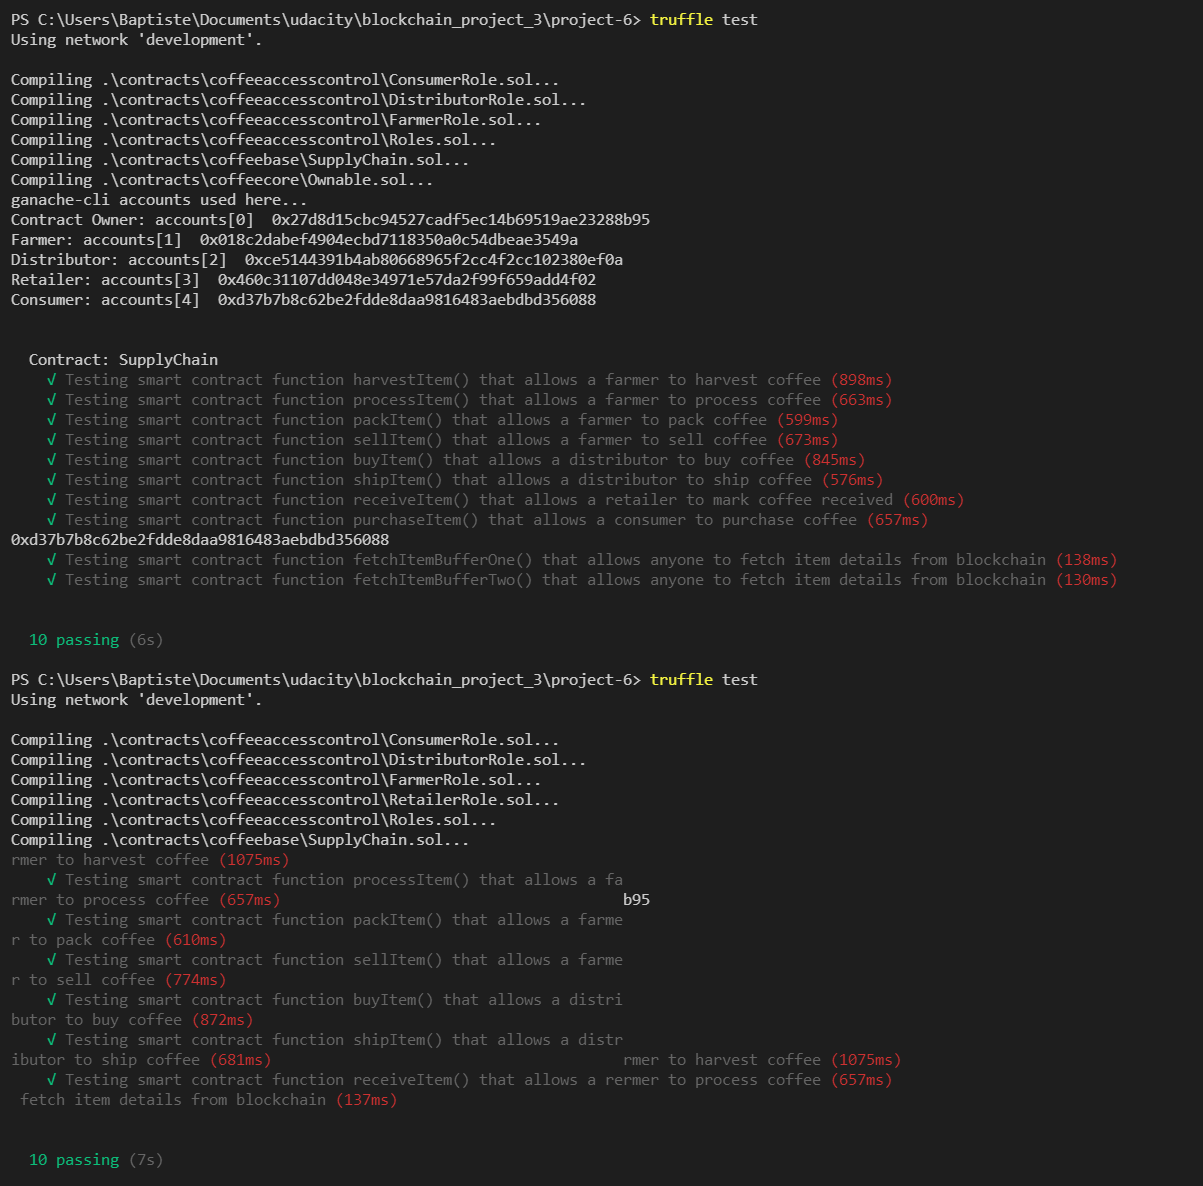 PS C:\Users\Baptiste\Documents\udacity\blockchain_project_3\project-6> truffle test
Using network 'development'.
Compiling .\contracts\coffeeaccesscontrol\ConsumerRole.sol...
Compiling .\contracts\coffeeaccesscontrol\DistributorRole.sol...
Compiling .\contracts\coffeeaccesscontrol\FarmerRole.sol...
Compiling .\contracts\coffeeaccesscontrol\Roles.sol...
Compiling .\contracts\coffeebase\SupplyChain.sol...
Compiling .\contracts\coffeecore\Ownable.sol...
ganache-cli accounts used here...
Contract Owner: accounts[0]  0x27d8d15cbc94527cadf5ec14b69519ae23288b95
Farmer: accounts[1]  0x018c2dabef4904ecbd7118350a0c54dbeae3549a
Distributor: accounts[2]  0xce5144391b4ab80668965f2cc4f2cc102380ef0a
Retailer: accounts[3]  0x460c31107dd048e34971e57da2f99f659add4f02
Consumer: accounts[4]  0xd37b7b8c62be2fdde8daa9816483aebdbd356088
Contract: SupplyChain
√ Testing smart contract function harvestItem() that allows a farmer to harvest coffee (898ms)
√ Testing smart contract function processItem() that allows a farmer to process coffee (663ms)
√ Testing smart contract function packItem() that allows a farmer to pack coffee (599ms)
√ Testing smart contract function sellItem() that allows a farmer to sell coffee (673ms)
√ Testing smart contract function buyItem() that allows a distributor to buy coffee (845ms)
√ Testing smart contract function shipItem() that allows a distributor to ship coffee (576ms)
√ Testing smart contract function receiveItem() that allows a retailer to mark coffee received (600ms)
√ Testing smart contract function purchaseItem() that allows a consumer to purchase coffee (657ms)
0xd37b7b8c62be2fdde8daa9816483aebdbd356088
√ Testing smart contract function fetchItemBufferOne() that allows anyone to fetch item details from blockchain (138ms)
√ Testing smart contract function fetchItemBufferTwo() that allows anyone to fetch item details from blockchain (130ms)
10 passing (6s)
PS C:\Users\Baptiste\Documents\udacity\blockchain_project_3\project-6> truffle test
Using network 'development'.
Compiling .\contracts\coffeeaccesscontrol\ConsumerRole.sol...
Compiling .\contracts\coffeeaccesscontrol\DistributorRole.sol...
Compiling .\contracts\coffeeaccesscontrol\FarmerRole.sol...
Compiling .\contracts\coffeeaccesscontrol\RetailerRole.sol...
Compiling .\contracts\coffeeaccesscontrol\Roles.sol...
Compiling .\contracts\coffeebase\SupplyChain.sol...
rmer to harvest coffee (1075ms)
√ Testing smart contract function processItem() that allows a fa
rmer to process coffee (657ms) b95
√ Testing smart contract function packItem() that allows a farme
r to pack coffee (610ms)
√ Testing smart contract function sellItem() that allows a farme
r to sell coffee (774ms)
√ Testing smart contract function buyItem() that allows a distri
butor to buy coffee (872ms)
√ Testing smart contract function shipItem() that allows a distr
ibutor to ship coffee (681ms) rmer to harvest coffee (1075ms)
√ Testing smart contract function receiveItem() that allows a rermer to process coffee (657ms)
fetch item details from blockchain (137ms)
10 passing (7s)